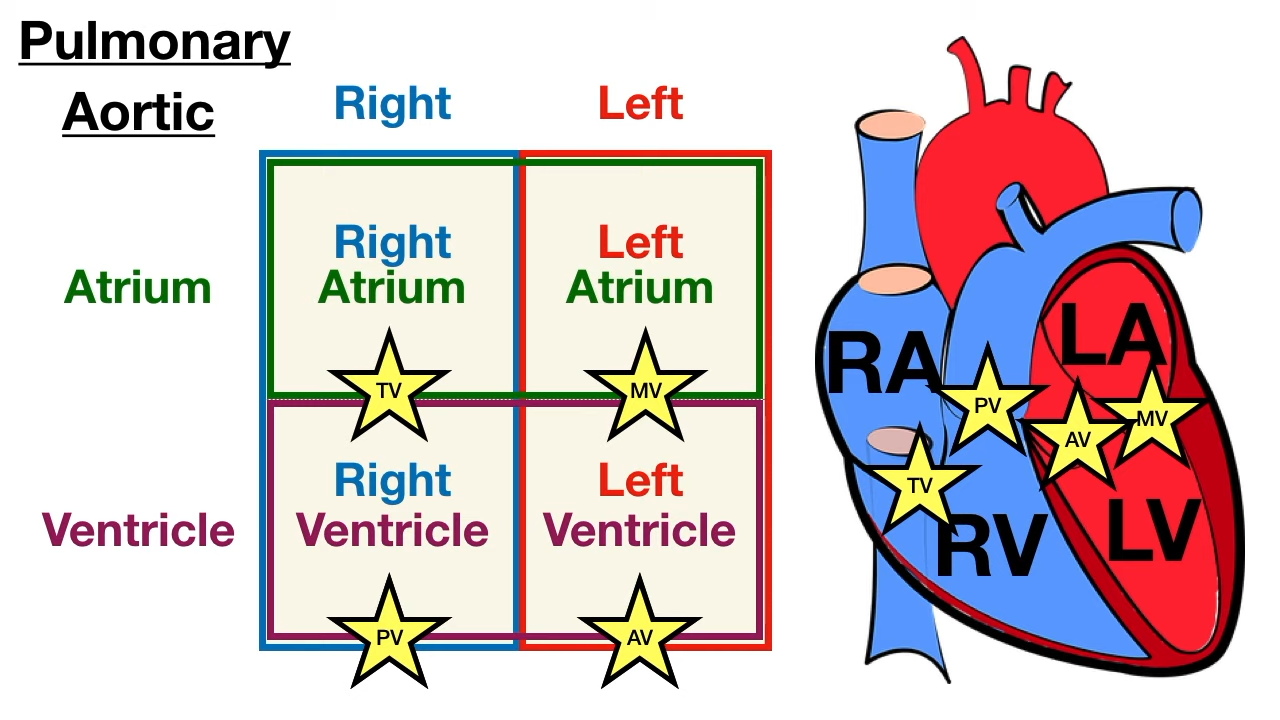 Pulmonary
Aortic
Right
Left
Right
Atrium
Left
Atrium
Atrium
TV
MV
Right
Ventricle
Left
Ventricle
Ventricle
PV
AV
RA
LA
PV
AV
MV
TV
RV
LV